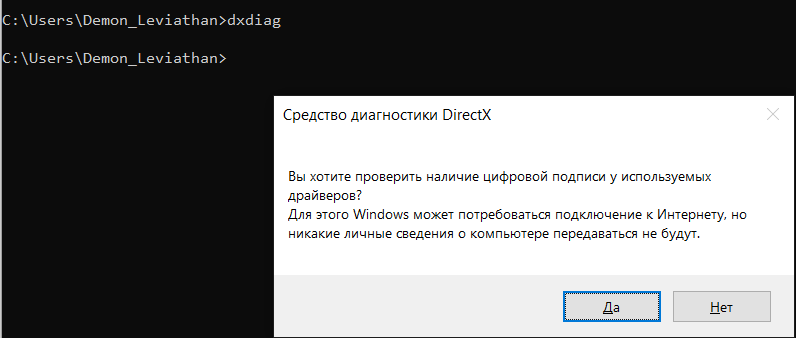 C:\Users\Demon_Leviathan>dxdiag
C:\Users\Demon_Leviathan>
Средство диагностики DirectX
Вы хотите проверить наличие цифровой подписи у используемых
драйверов?
Для этого Windows может потребоваться подключение к Интернету, но
никакие личные сведения о компьютере передаваться не будут.
Да
Нет